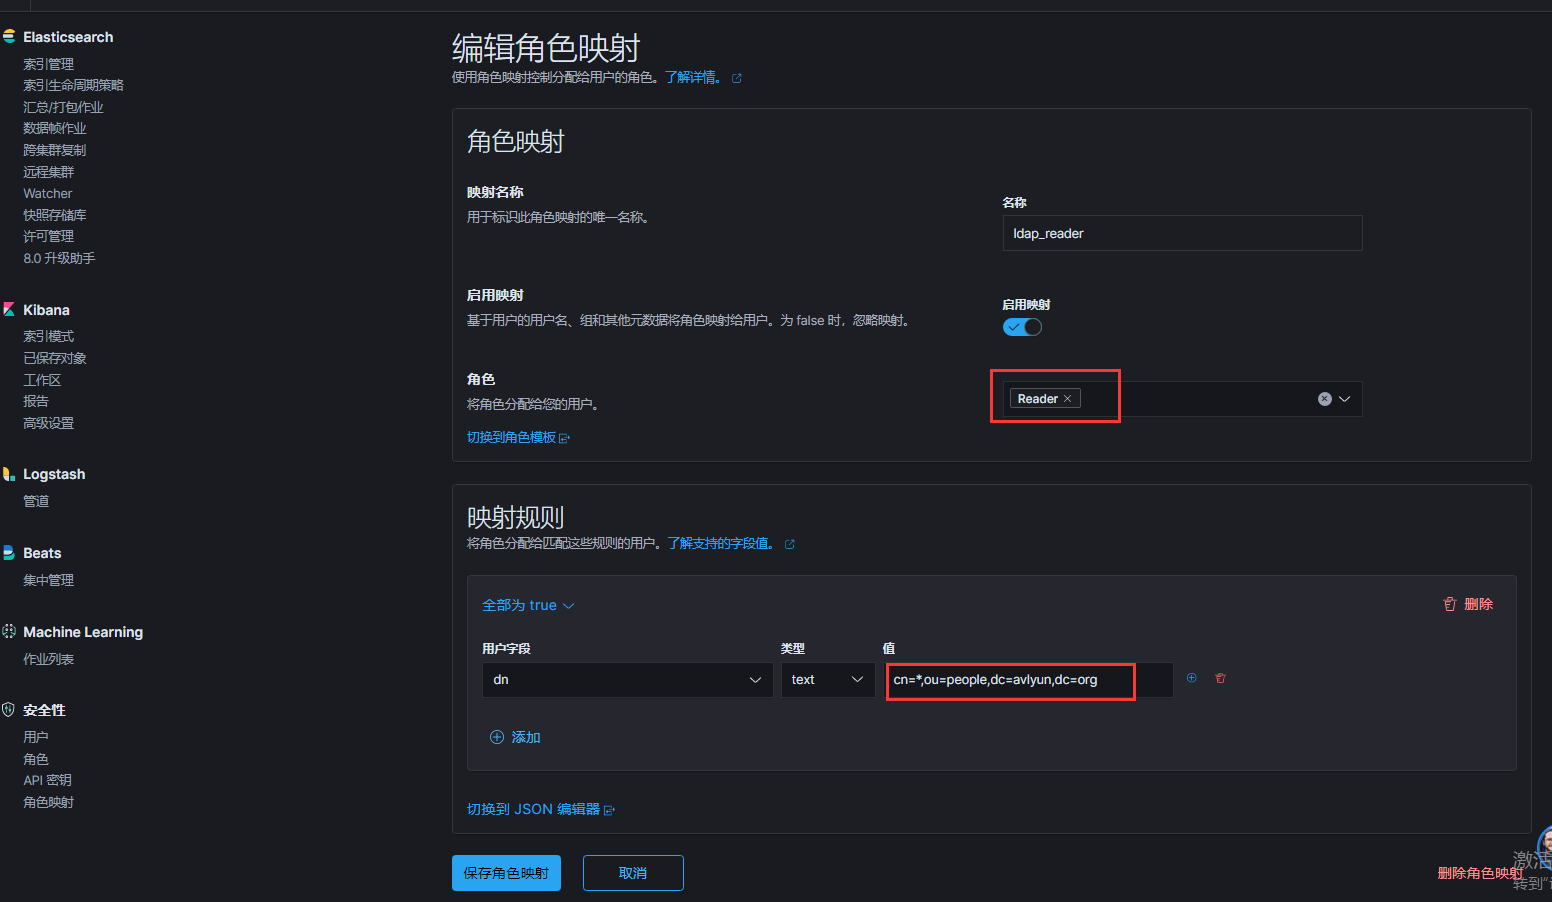 Elasticsearch
索引管理
索引生命周期策略
汇总/打包作业
数据帧作业
跨集群复制
远程集群
Watcher
快照存储库
许可管理
8.0 升级助手
Kibana
索引模式
已保存对象
工作区
报告
高级设置
Logstash
管道
Beats
集中管理
Machine Learning
作业列表
安全性
用户
角色
API 密钥
角色映射
编辑角色映射
使用角色映射控制分配给用户的角色。了解详情。
角色映射
映射名称
用于标识此角色映射的唯一名称。
名称
ldap_reader
启用映射
基于用户的用户名、组和其他元数据将角色映射给用户。为 false 时，忽略映射。
启用映射
角色
将角色分配给您的用户。
切换到角色模板
Reader
映射规则
将角色分配给匹配这些规则的用户。了解支持的字段值。
全部为 true
删除
用户字段 类型 值
dn text cn=*,ou=people,dc=avlyun,dc=org
添加
切换到 JSON 编辑器
保存角色映射 取消 删除角色映射
激活
转到"